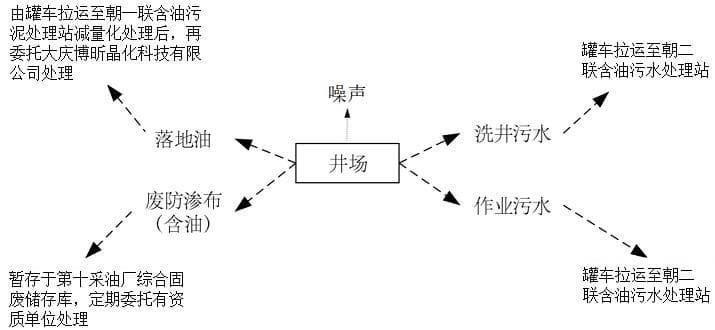 由罐车拉运至朝一联含油污
泥处理站减量化处理后，再
委托大庆博昕晶化科技有限
公司处理
罐车拉运至朝二
联含油污水处理站
噪声
落地油
洗井污水
井场
废防渗布
（含油）
作业污水
暂存于第十采油厂综合固
废储存库，定期委托有资
质单位处理
罐车拉运至朝二
联含油污水处理站